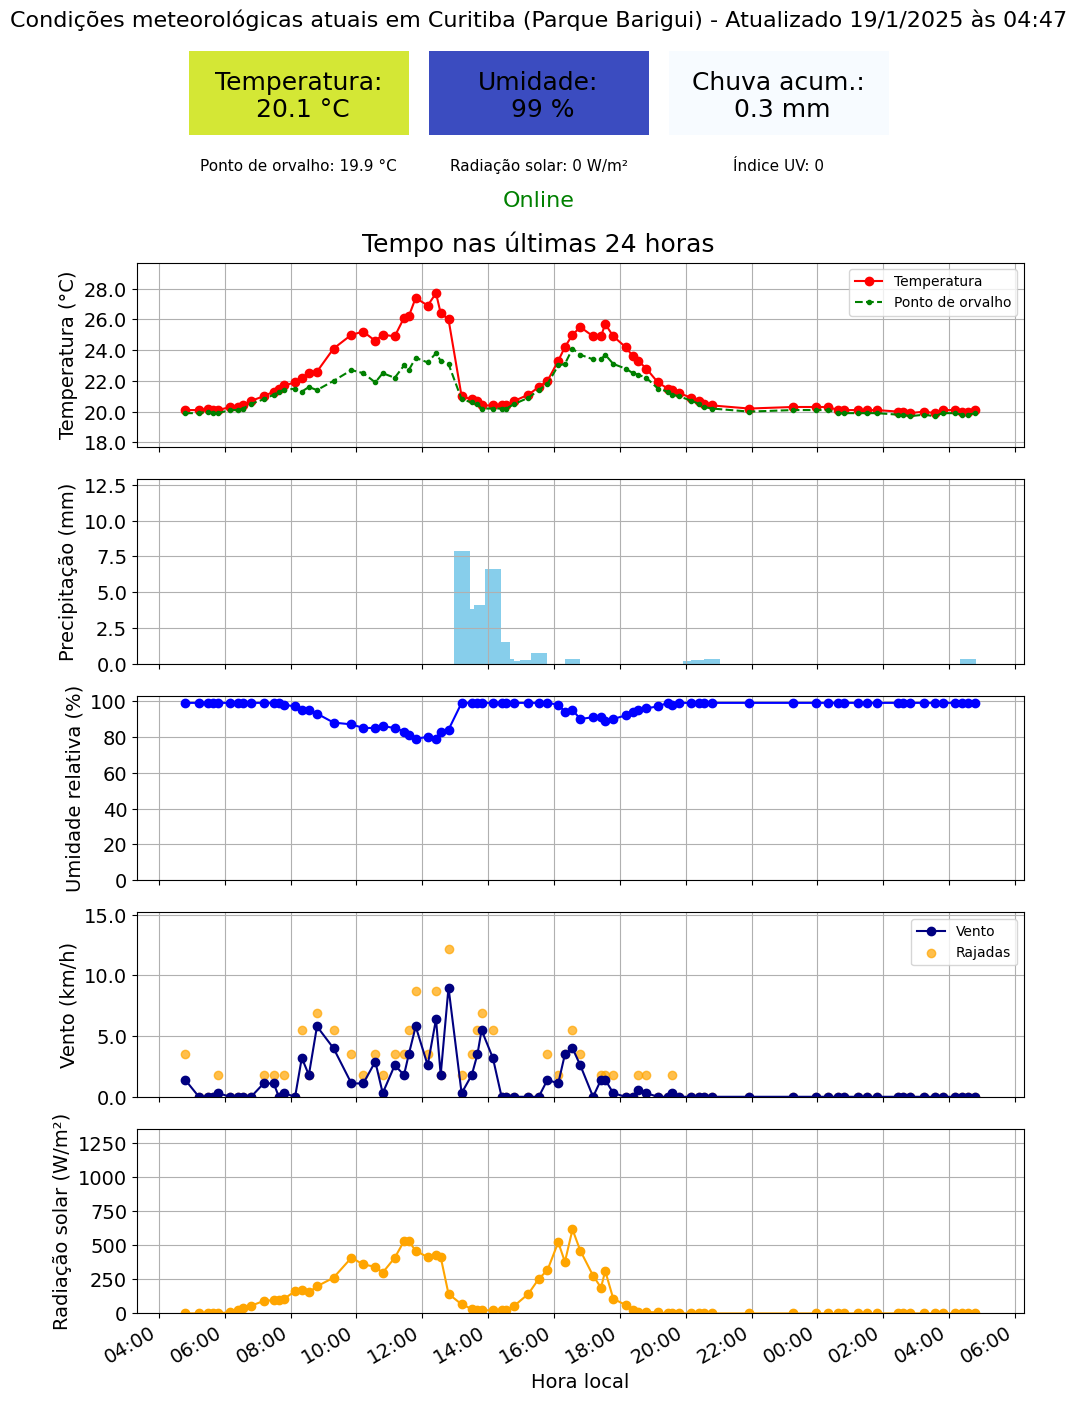 Condições meteorológicas atuais em Curitiba (Parque Barigui) - Atualizado 19/1/2025 às 04:47
Temperatura:
20.1 °C
Umidade:
99 %
Chuva acum.:
0.3 mm
Ponto de orvalho: 19.9 °C
Radiação solar: 0 W/m²
Índice UV: 0
Online
Tempo nas últimas 24 horas
Temperatura (°C)
28.0
26.0
24.0
22.0
20.0
18.0
Temperatura
Ponto de orvalho
Precipitação (mm)
12.5
10.0
7.5
5.0
2.5
0.0
Umidade relativa (%)
100
80
60
40
20
0
Vento (km/h)
15.0
10.0
5.0
0.0
Vento
Rajadas
Radiação solar (W/m²)
1250
1000
750
500
250
0
04:00
06:00
08:00
10:00
12:00
14:00
16:00
18:00
20:00
22:00
00:00
02:00
04:00
06:00
Hora local